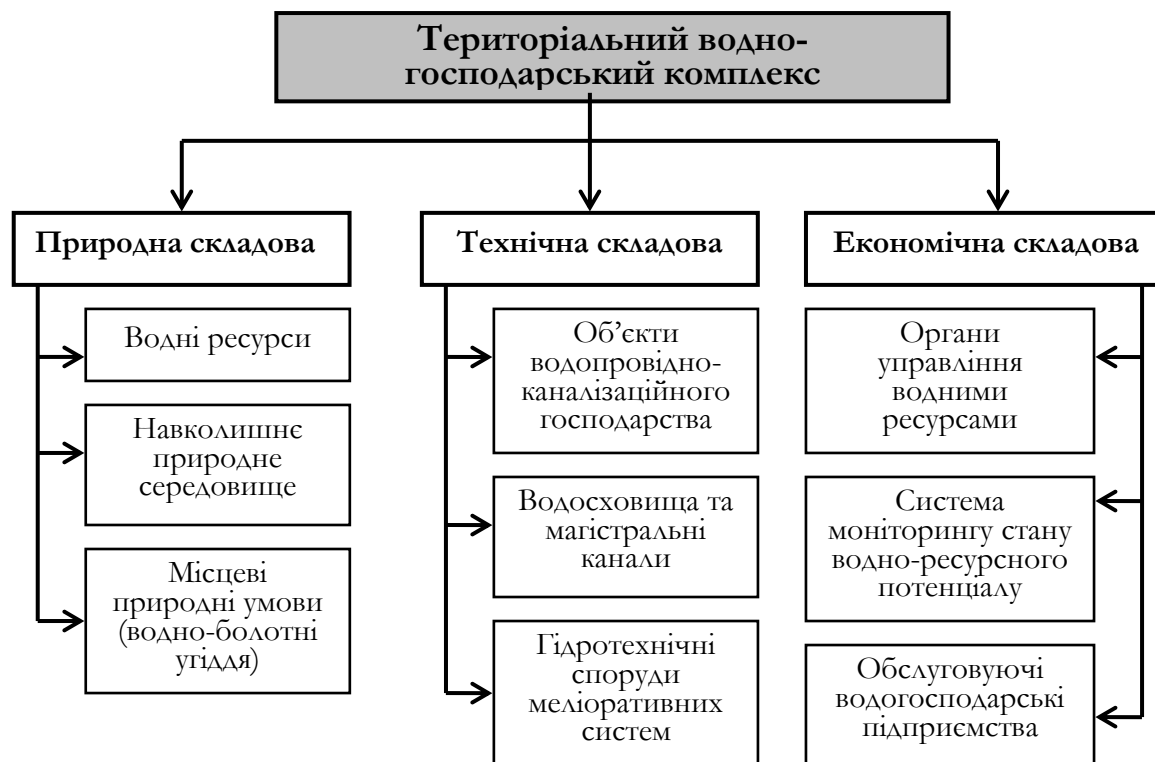 Територіальний водно-
господарський комплекс
Природна складова
Водні ресурси
Навколишнє
природне
середовище
Місцеві
природні умови
(водно-болотні
угіддя)
Технічна складова
Об’єкти
водопровідно-
каналізаційного
господарства
Водосховища та
магістральні
канали
Гідротехнічні
споруди
меліоративних
систем
Економічна складова
Органи
управління
водними
ресурсами
Система
моніторингу стану
водно-ресурсного
потенціалу
Обслуговуючі
водогосподарські
підприємства